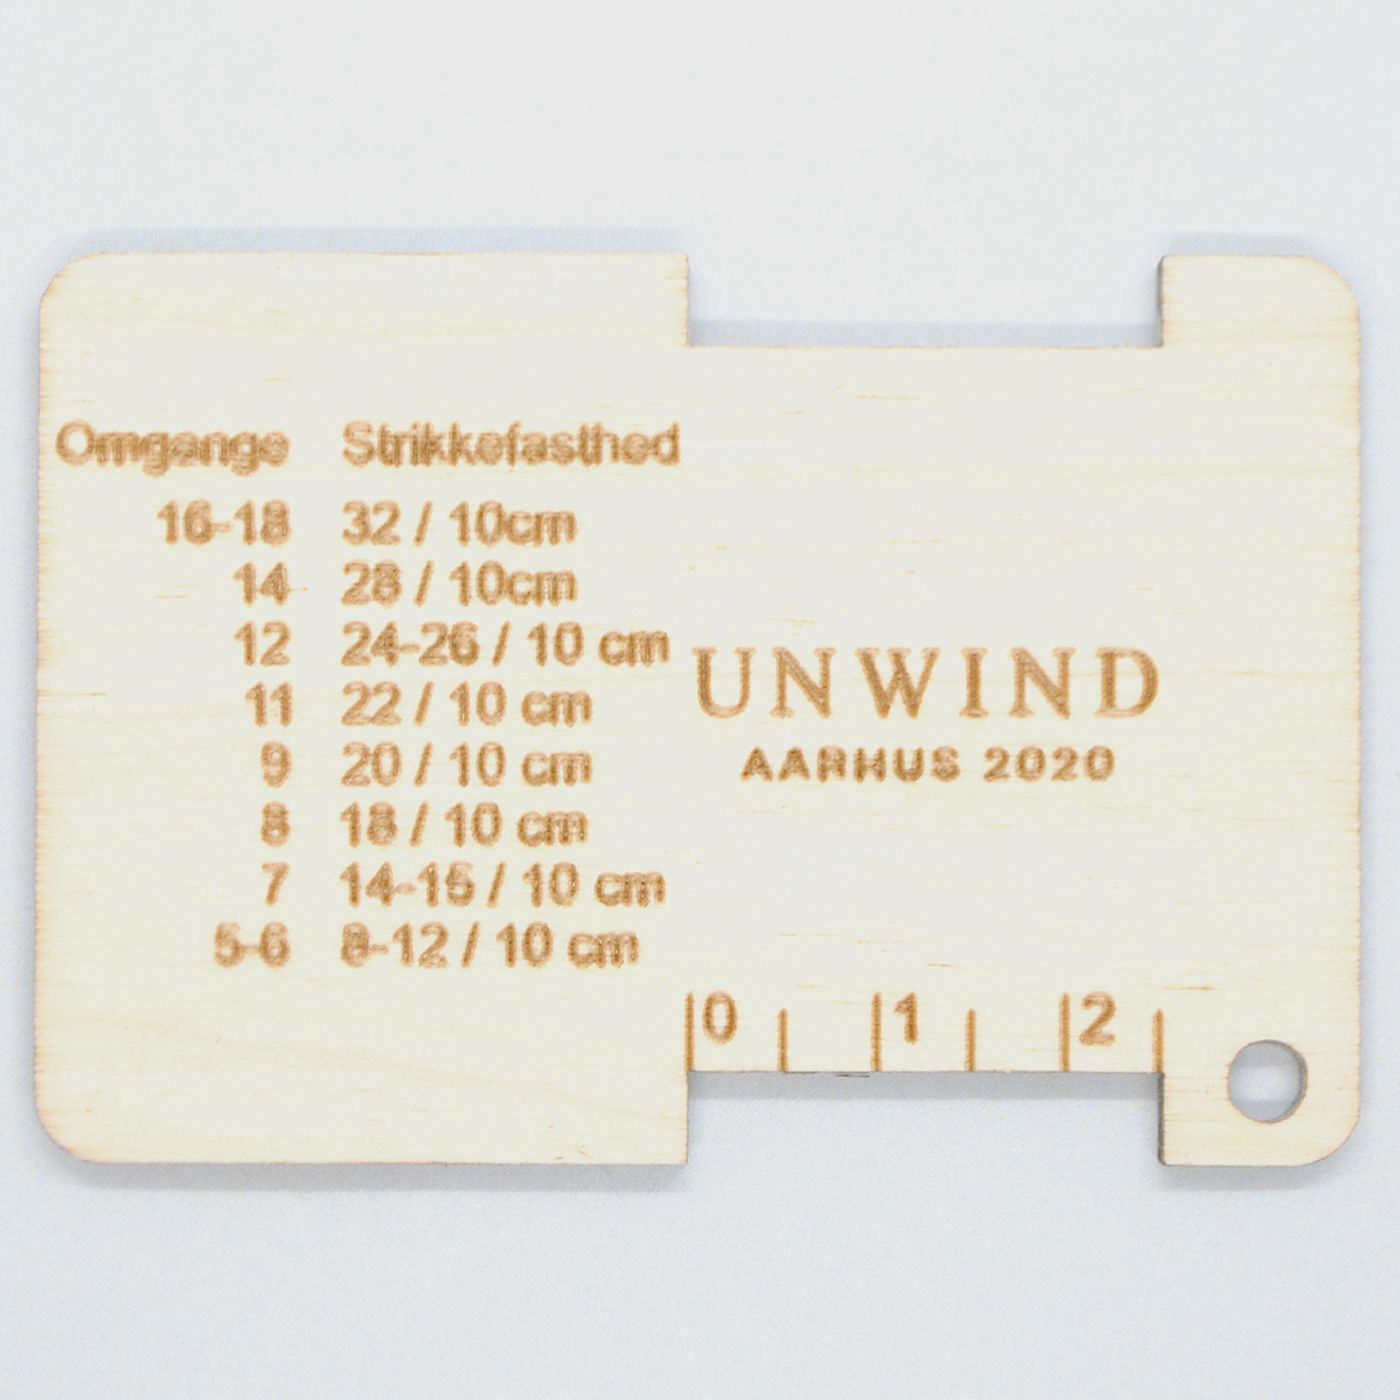 Omgange Strikkefasthed
16-18 32 / 10cm
14 28 / 10cm
12 24-26 / 10 cm
11 22 / 10 cm
9 20 / 10 cm
8 18 / 10 cm
7 14-15 / 10 cm
5-6 8-12 / 10 cm
UNWIND
AARHUS 2020
0 1 2